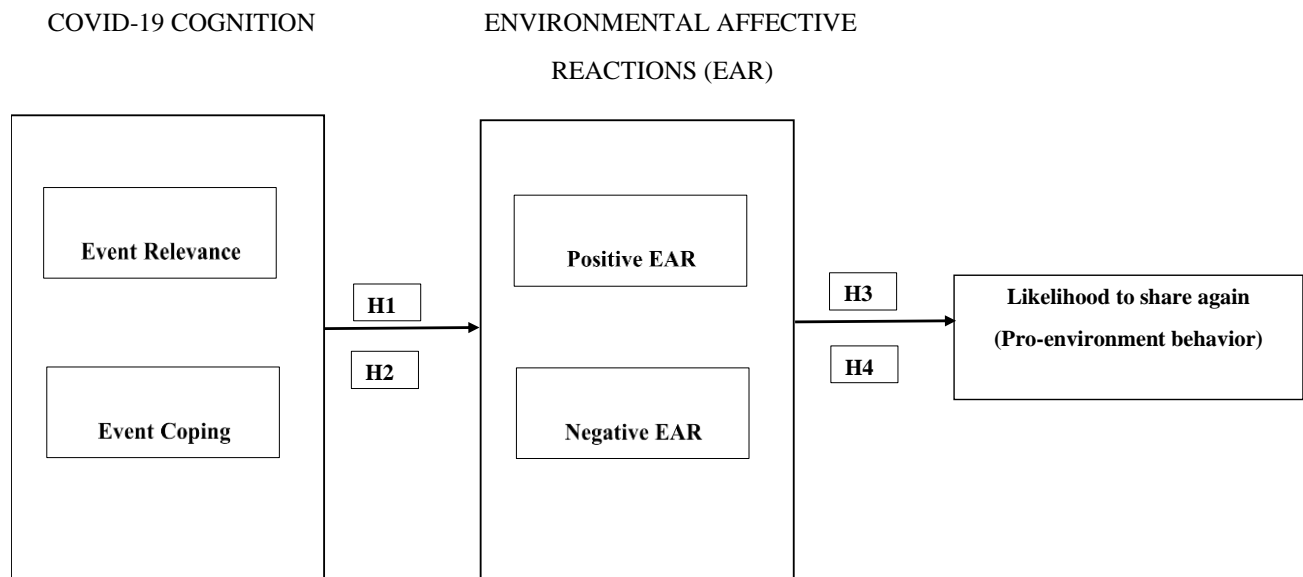 COVID-19 COGNITION
ENVIRONMENTAL AFFECTIVE
REACTIONS (EAR)
Event Relevance
Event Coping
H1
H2
Positive EAR
Negative EAR
H3
H4
Likelihood to share again
(Pro-environment behavior)